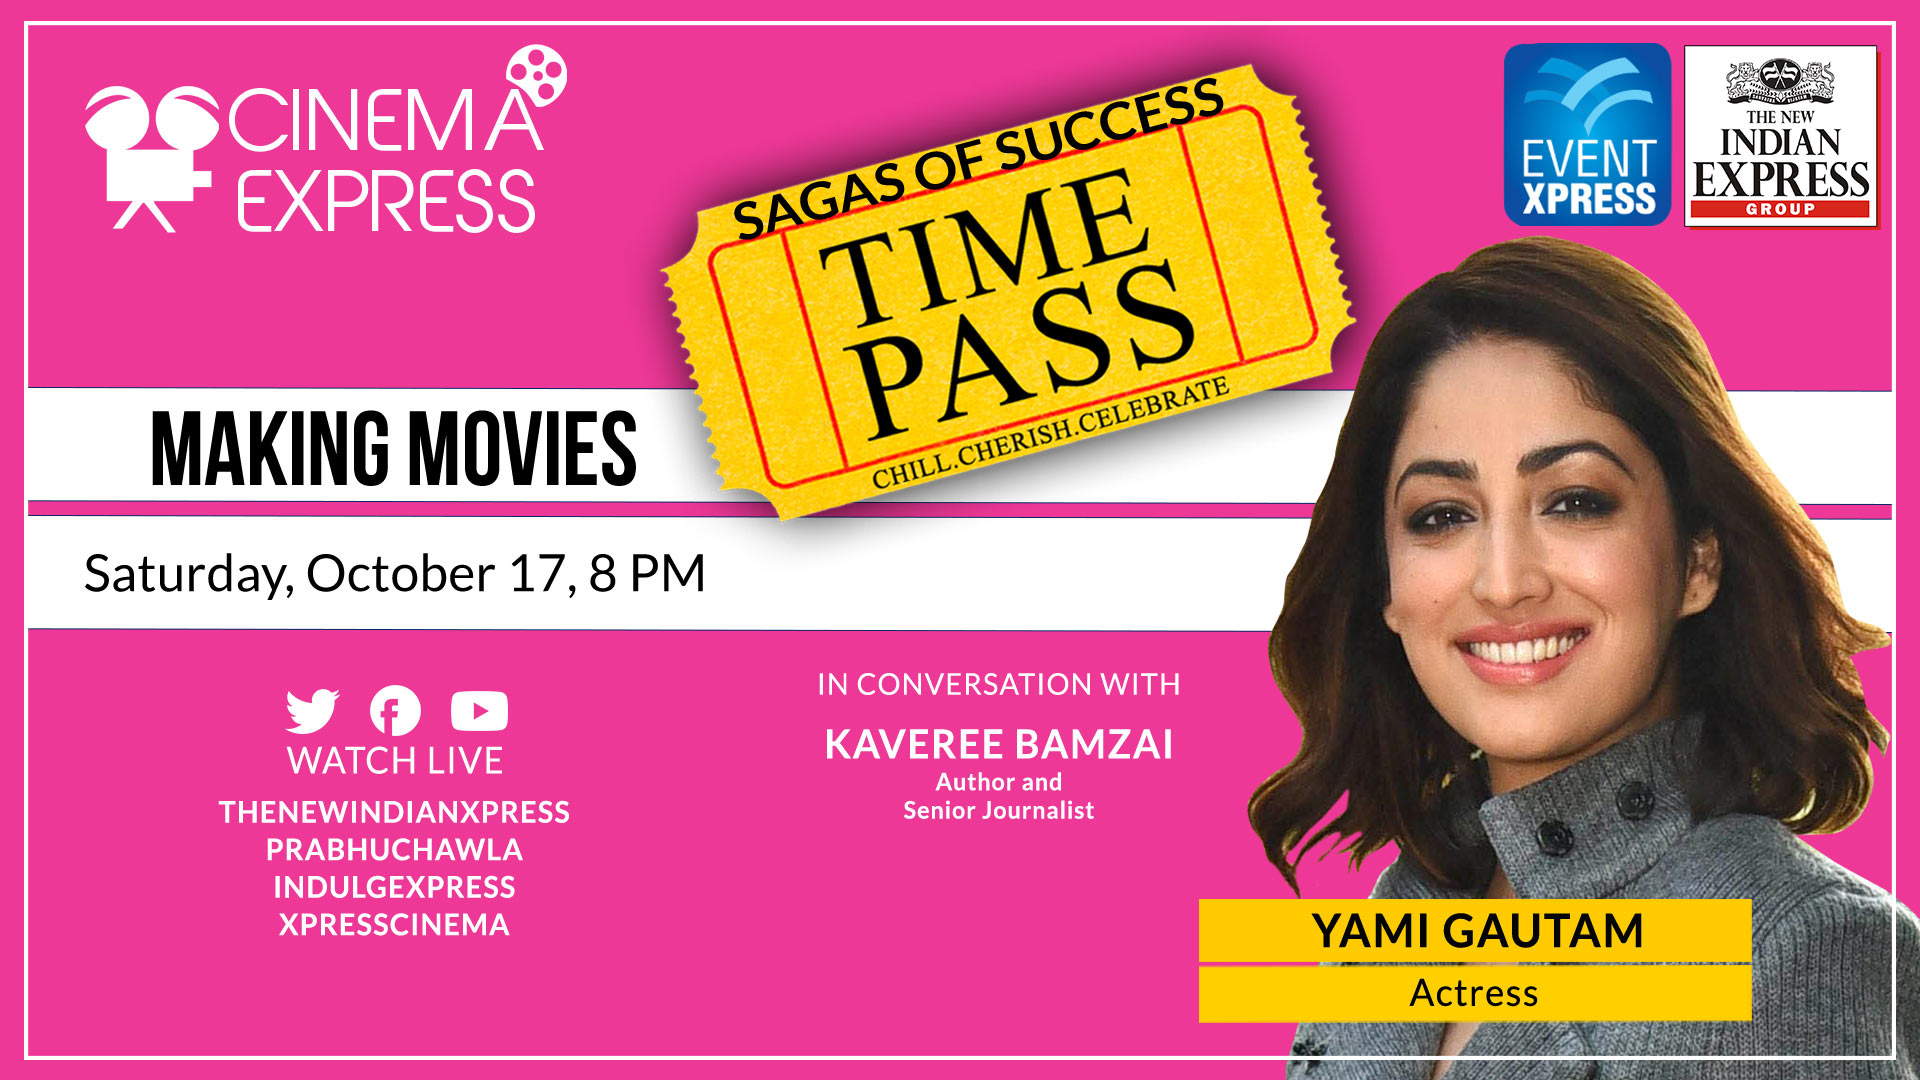 CINEMA
EXPRESS
SAGAS OF SUCCESS
TIME
PASS
CHILL.CHERISH.CELEBRATE
EVENT
XPRESS
THE NEW
INDIAN
EXPRESS
GROUP
MAKING MOVIES
Saturday, October 17, 8 PM
WATCH LIVE
THENEWINDIANXPRESS
PRABHUCHAWLA
INDULGEXPRESS
XPRESSCINEMA
IN CONVERSATION WITH
KAVEREE BAMZAI
Author and
Senior Journalist
YAMI GAUTAM
Actress